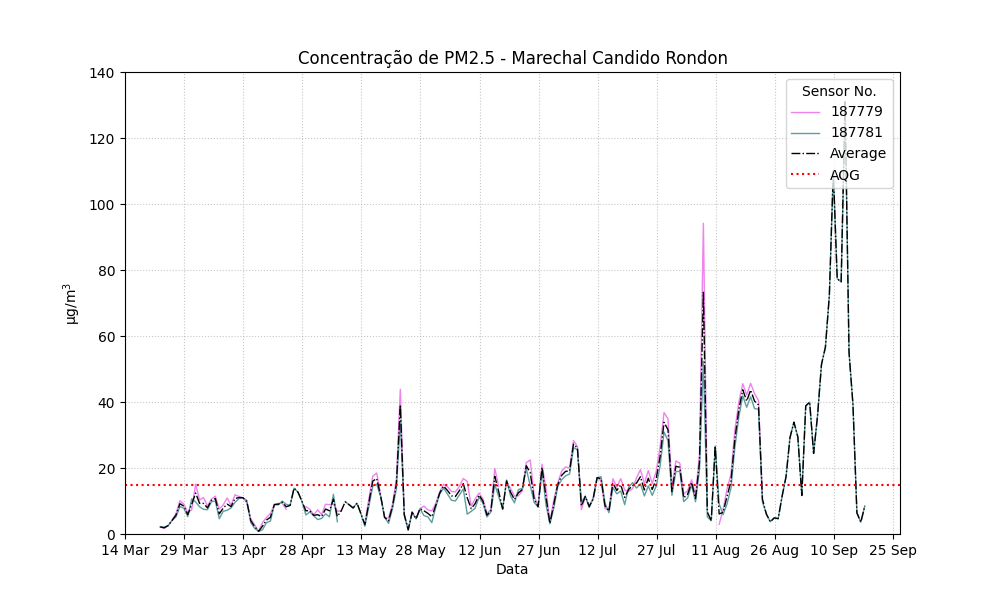 Concentração de PM2.5 - Marechal Candido Rondon
140
120
100
80
60
40
20
0
µg/m³
14 Mar 29 Mar 13 Apr 28 Apr 13 May 28 May 12 Jun 27 Jun 12 Jul 27 Jul 11 Aug 26 Aug 10 Sep 25 Sep
Data
Sensor No.
187779
187781
Average
AQG